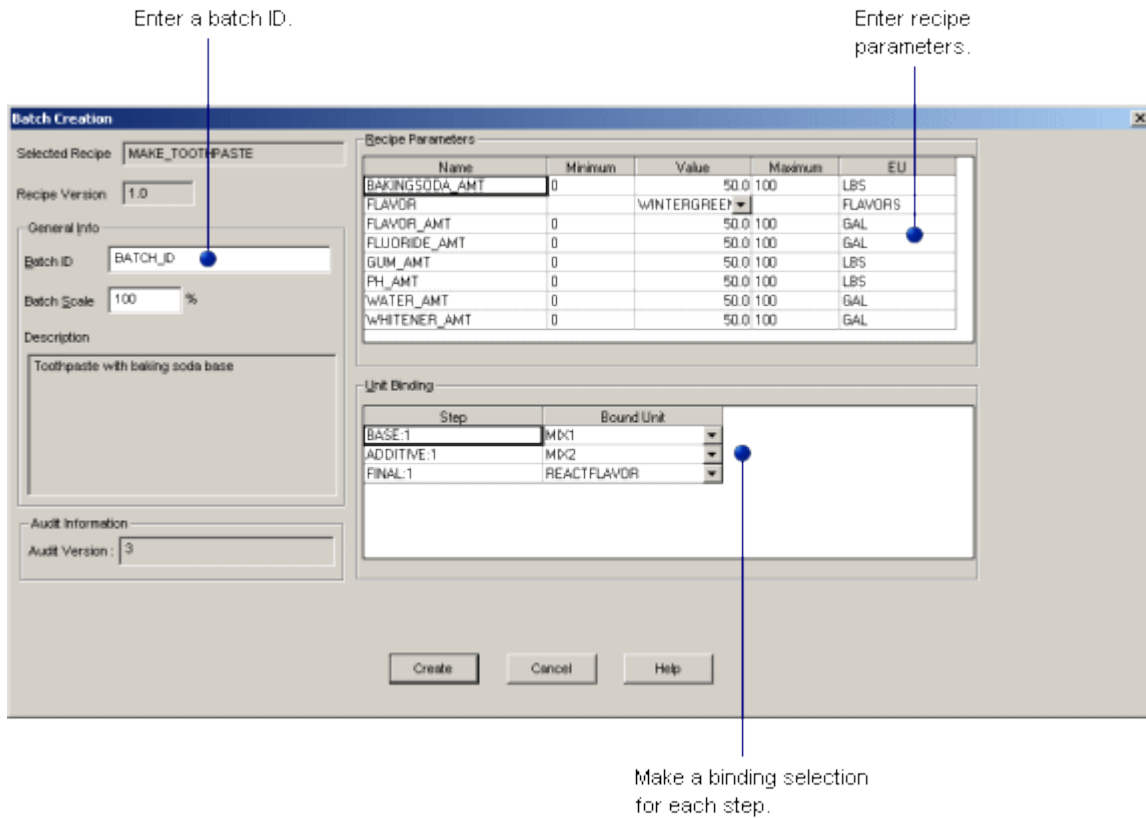 Enter a batch ID.
Enter recipe
parameters.
Batch Creation
Selected Recipe MAKE_TOOTHPASTE
Recipe Version 1.0
General Info
Batch ID BATCH_ID
Batch Scale 100 %
Description
Toothpaste with baking soda base
Audit Information
Audit Version : 3
Recipe Parameters
Name Minimum Value Maximum EU
BAKINGSODA_AMT 0 50.0 100 LBS
FLAVOR WINTERGREEN FLAVORS
FLAVOR_AMT 0 50.0 100 GAL
FLUORIDE_AMT 0 50.0 100 GAL
GUM_AMT 0 50.0 100 LBS
PH_AMT 0 50.0 100 LBS
WATER_AMT 0 50.0 100 GAL
WHITENER_AMT 0 50.0 100 GAL
Unit Binding
Step Bound Unit
BASE:1 MIX1
ADDITIVE:1 MIX2
FINAL:1 REACTFLAVOR
Create Cancel Help
Make a binding selection
for each step.